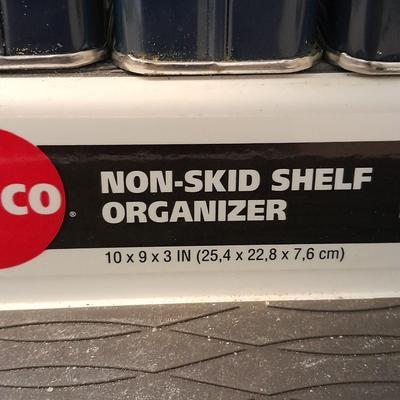 CO®
NON-SKID SHELF
ORGANIZER
10 x 9 x 3 IN (25,4 x 22,8 x 7,6 cm)